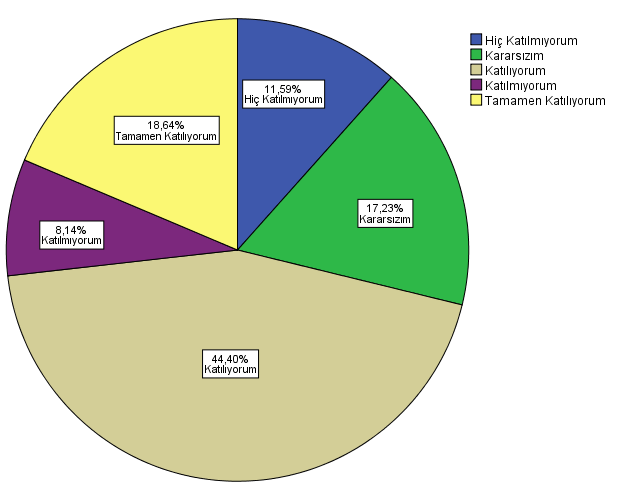 11,59%
Hiç Katılmıyorum
17,23%
Kararsızım
44,40%
Katılıyorum
8,14%
Katılmıyorum
18,64%
Tamamen Katılıyorum
Hiç Katılmıyorum
Kararsızım
Katılıyorum
Katılmıyorum
Tamamen Katılıyorum